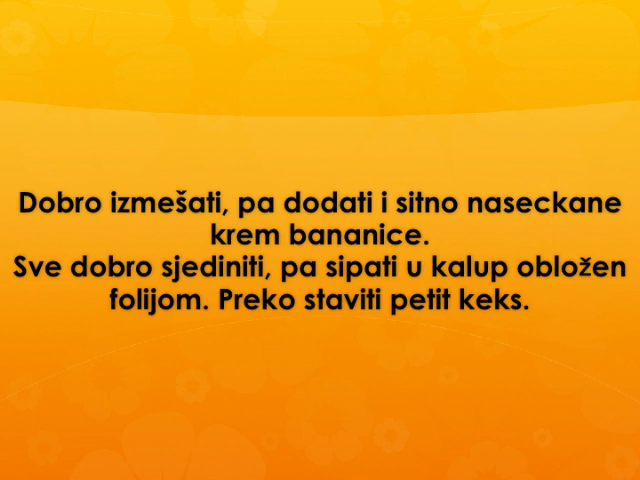 Dobro izmešati, pa dodati i sitno naseckane
krem bananice.
Sve dobro sjediniti, pa sipati u kalup obložen
folijom. Preko staviti petit keks.